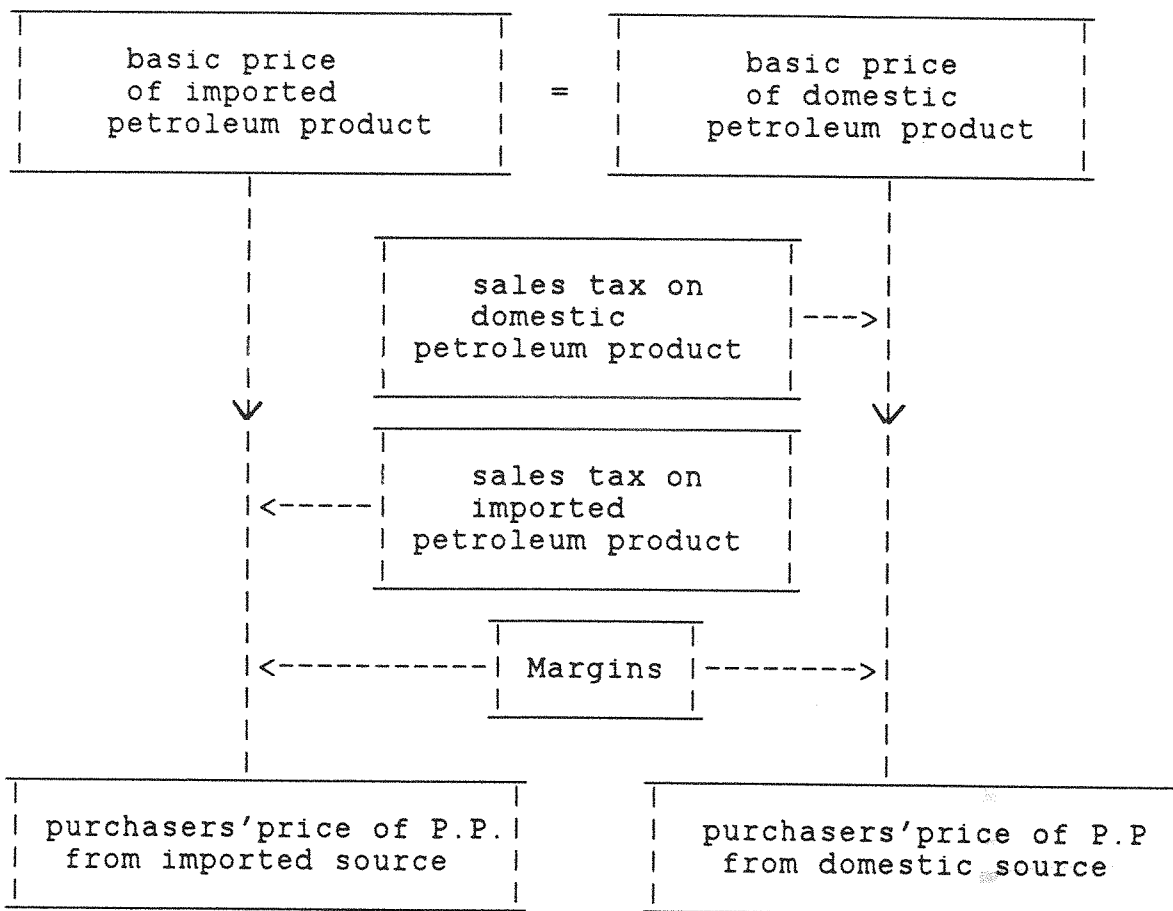 basic price
of imported
petroleum product
=
basic price
of domestic
petroleum product
sales tax on
domestic
petroleum product
sales tax on
imported
petroleum product
Margins
purchasers'price of P.P.
from imported source
purchasers'price of P.P
from domestic source